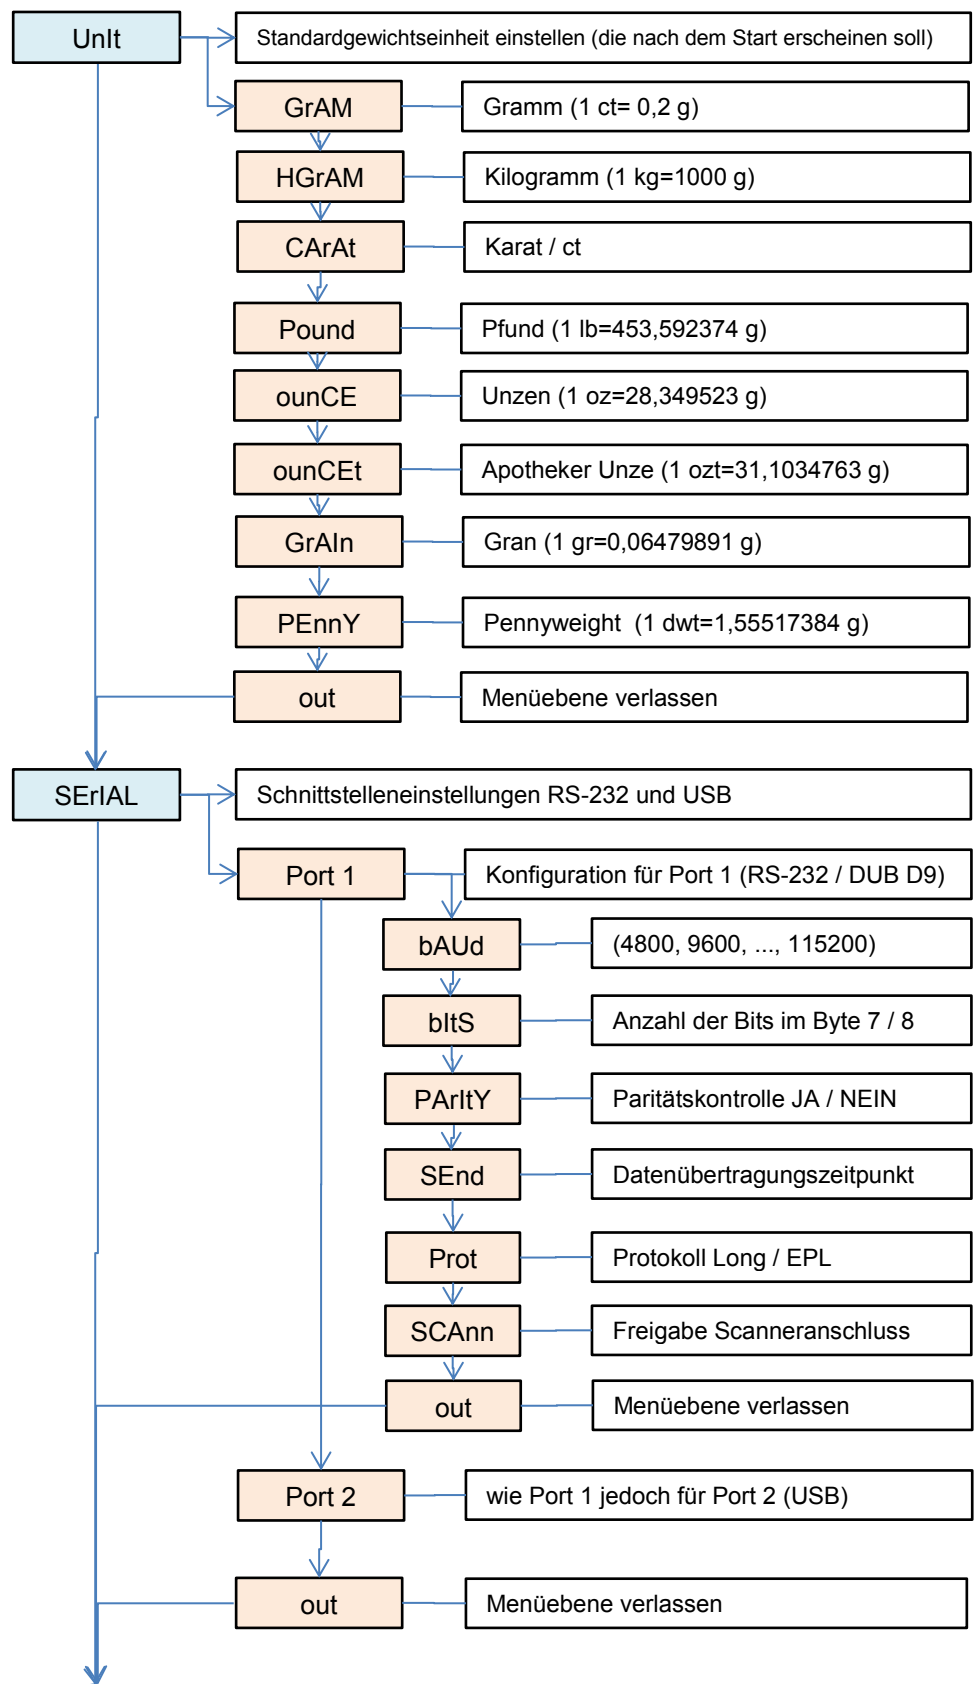 UnIt
Standardgewichtseinheit einstellen (die nach dem Start erscheinen soll)
GrAM
Gramm (1 ct= 0,2 g)
HGrAM
Kilogramm (1 kg=1000 g)
CArAt
Karat / ct
Pound
Pfund (1 lb=453,592374 g)
ounCE
Unzen (1 oz=28,349523 g)
ounCEt
Apotheker Unze (1 ozt=31,1034763 g)
GrAIn
Gran (1 gr=0,06479891 g)
PEnnY
Pennyweight  (1 dwt=1,55517384 g)
out
Menüebene verlassen
SErIAL
Schnittstelleneinstellungen RS-232 und USB
Port 1
Konfiguration für Port 1 (RS-232 / DUB D9)
bAUd
(4800, 9600, ..., 115200)
bItS
Anzahl der Bits im Byte 7 / 8
PArItY
Paritätskontrolle JA / NEIN
SEnd
Datenübertragungszeitpunkt
Prot
Protokoll Long / EPL
SCAnn
Freigabe Scanneranschluss
out
Menüebene verlassen
Port 2
wie Port 1 jedoch für Port 2 (USB)
out
Menüebene verlassen